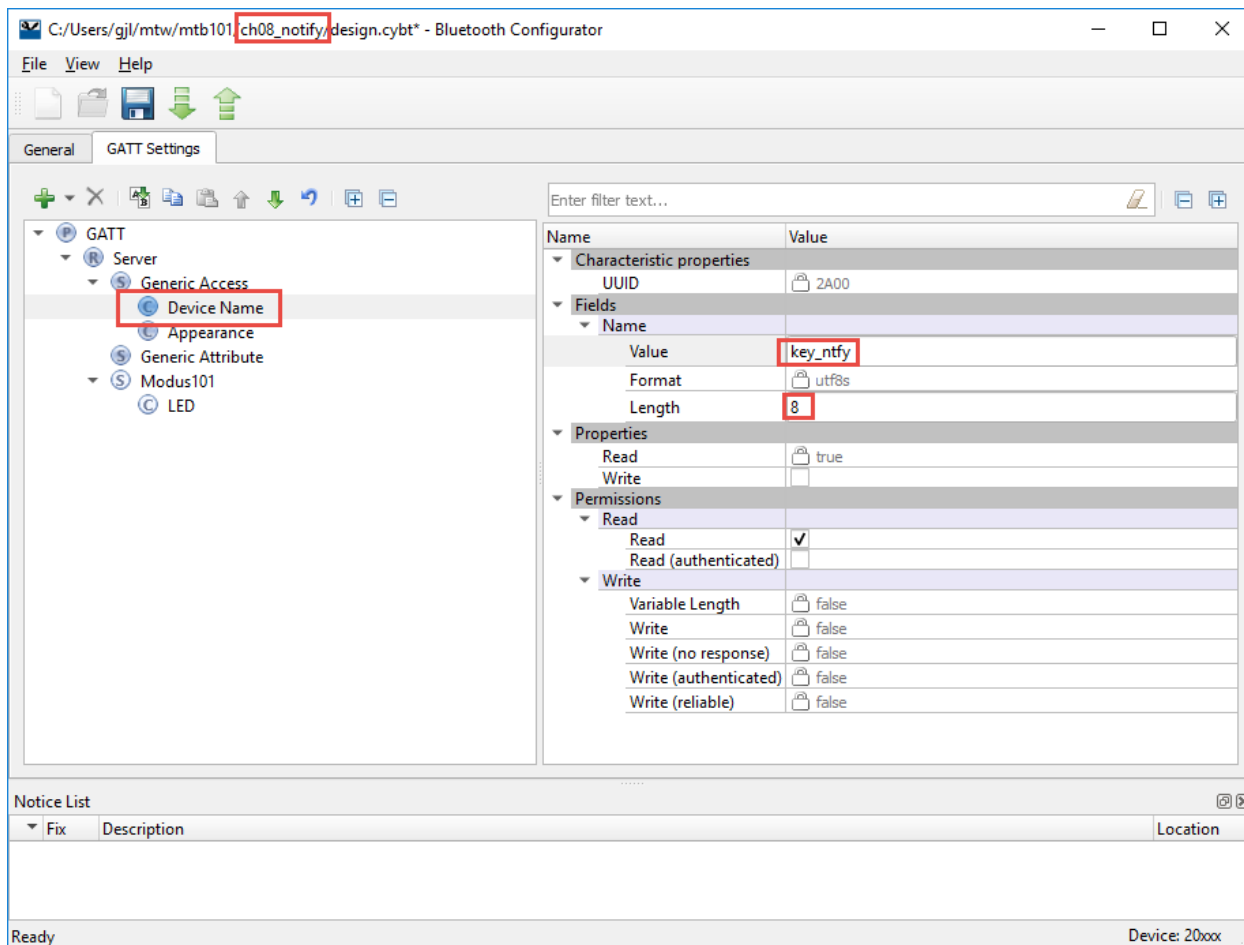 C:/Users/gjl/mtw/mtb101/ch08_notify/design.cybt* - Bluetooth Configurator
File View Help
General GATT Settings
Enter filter text...
GATT
Server
Generic Access
Device Name
Appearance
Generic Attribute
Modus101
LED
Name Value
Characteristic properties
UUID 2A00
Fields
Name
Value key_ntfy
Format utf8s
Length 8
Properties
Read true
Write
Permissions
Read
Read
Read (authenticated)
Write
Variable Length false
Write false
Write (no response) false
Write (authenticated) false
Write (reliable) false
Notice List
Fix Description Location
Ready Device: 20xxx